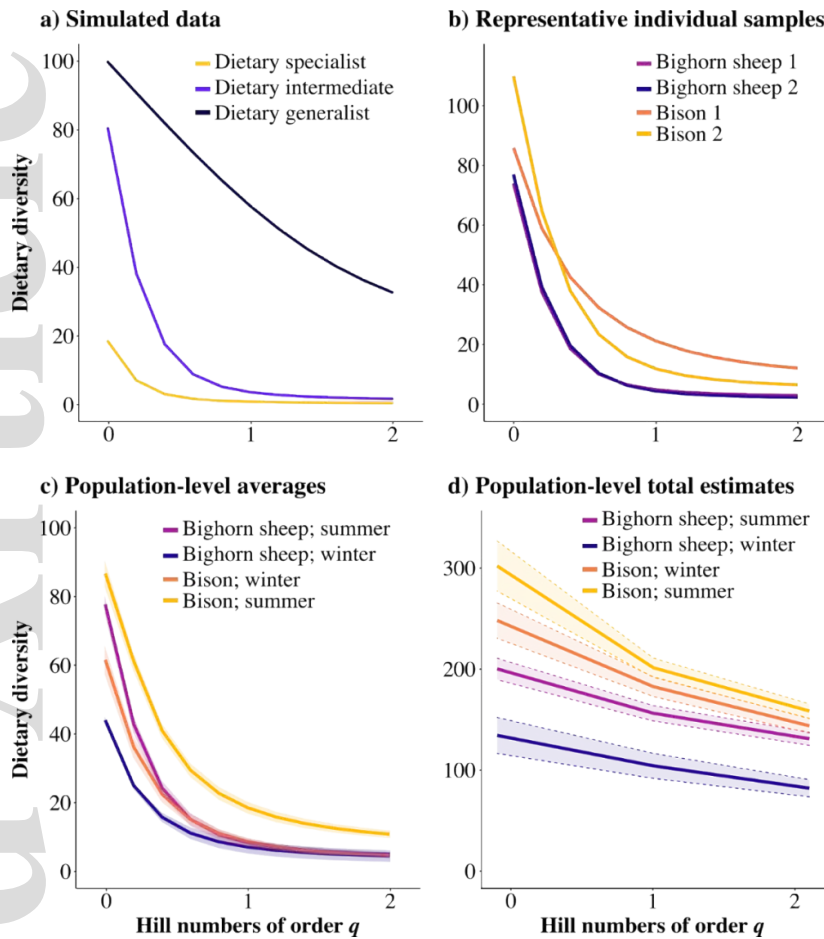 a) Simulated data
100
80
60
40
20
0
0
1
2
Dietary diversity
Dietary specialist
Dietary intermediate
Dietary generalist
b) Representative individual samples
100
80
60
40
20
0
0
1
2
Bighorn sheep 1
Bighorn sheep 2
Bison 1
Bison 2
c) Population-level averages
100
80
60
40
20
0
0
1
2
Dietary diversity
Hill numbers of order q
Bighorn sheep; summer
Bighorn sheep; winter
Bison; winter
Bison; summer
d) Population-level total estimates
300
200
100
0
0
1
2
Hill numbers of order q
Bighorn sheep; summer
Bighorn sheep; winter
Bison; winter
Bison; summer